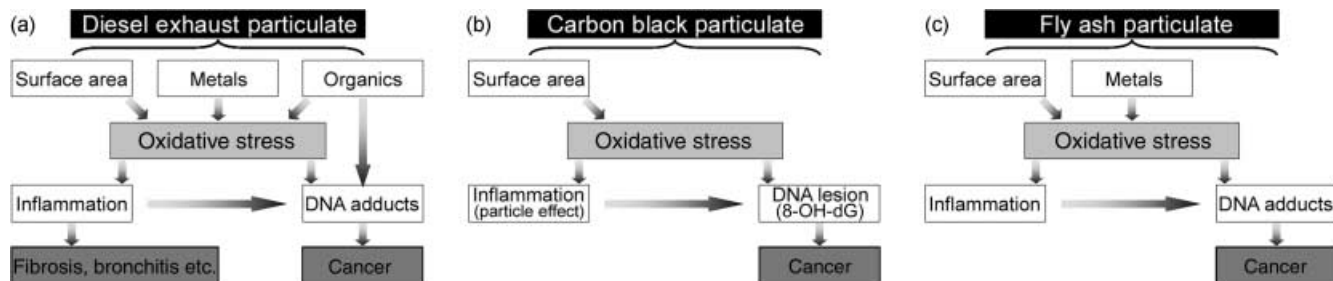 (a)
Diesel exhaust particulate
Surface area
Metals
Organics
Oxidative stress
Inflammation
DNA adducts
Fibrosis, bronchitis etc.
Cancer
(b)
Carbon black particulate
Surface area
Oxidative stress
Inflammation
(particle effect)
DNA lesion
(8-OH-dG)
Cancer
(c)
Fly ash particulate
Surface area
Metals
Oxidative stress
Inflammation
DNA adducts
Cancer